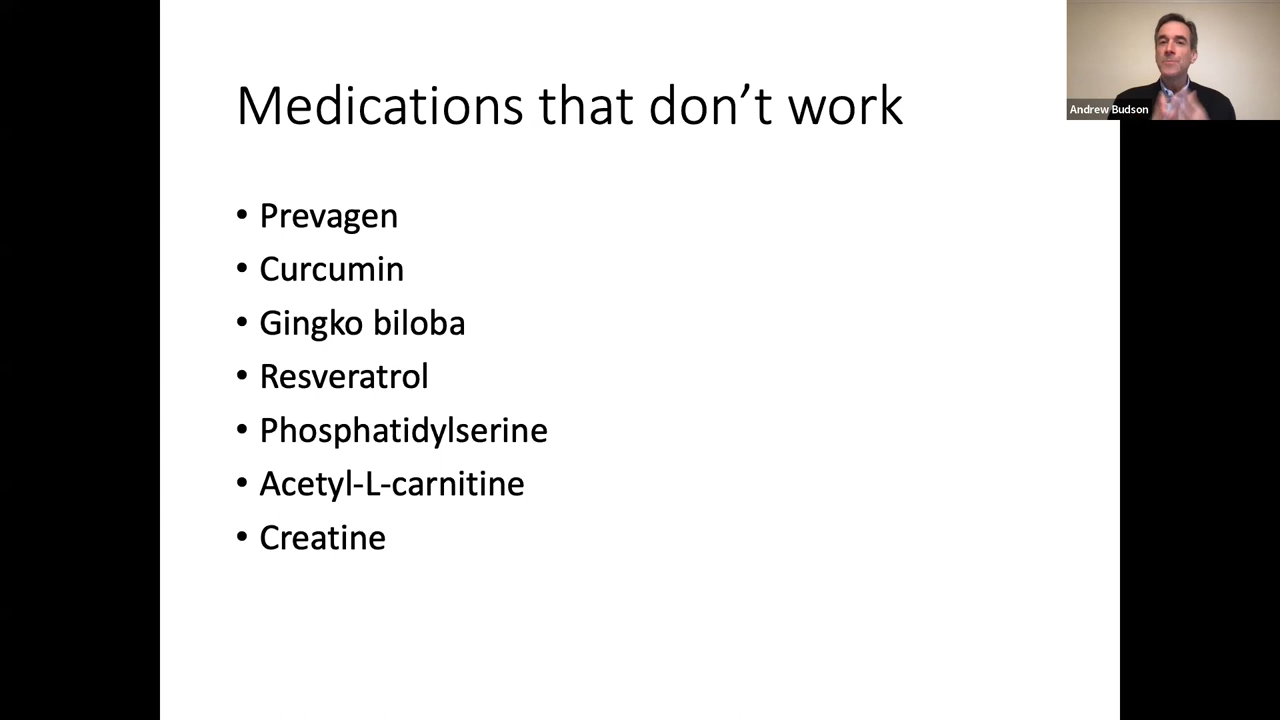 Medications that don’t work
• Prevagen
• Curcumin
• Gingko biloba
• Resveratrol
• Phosphatidylserine
• Acetyl-L-carnitine
• Creatine
Andrew Budson